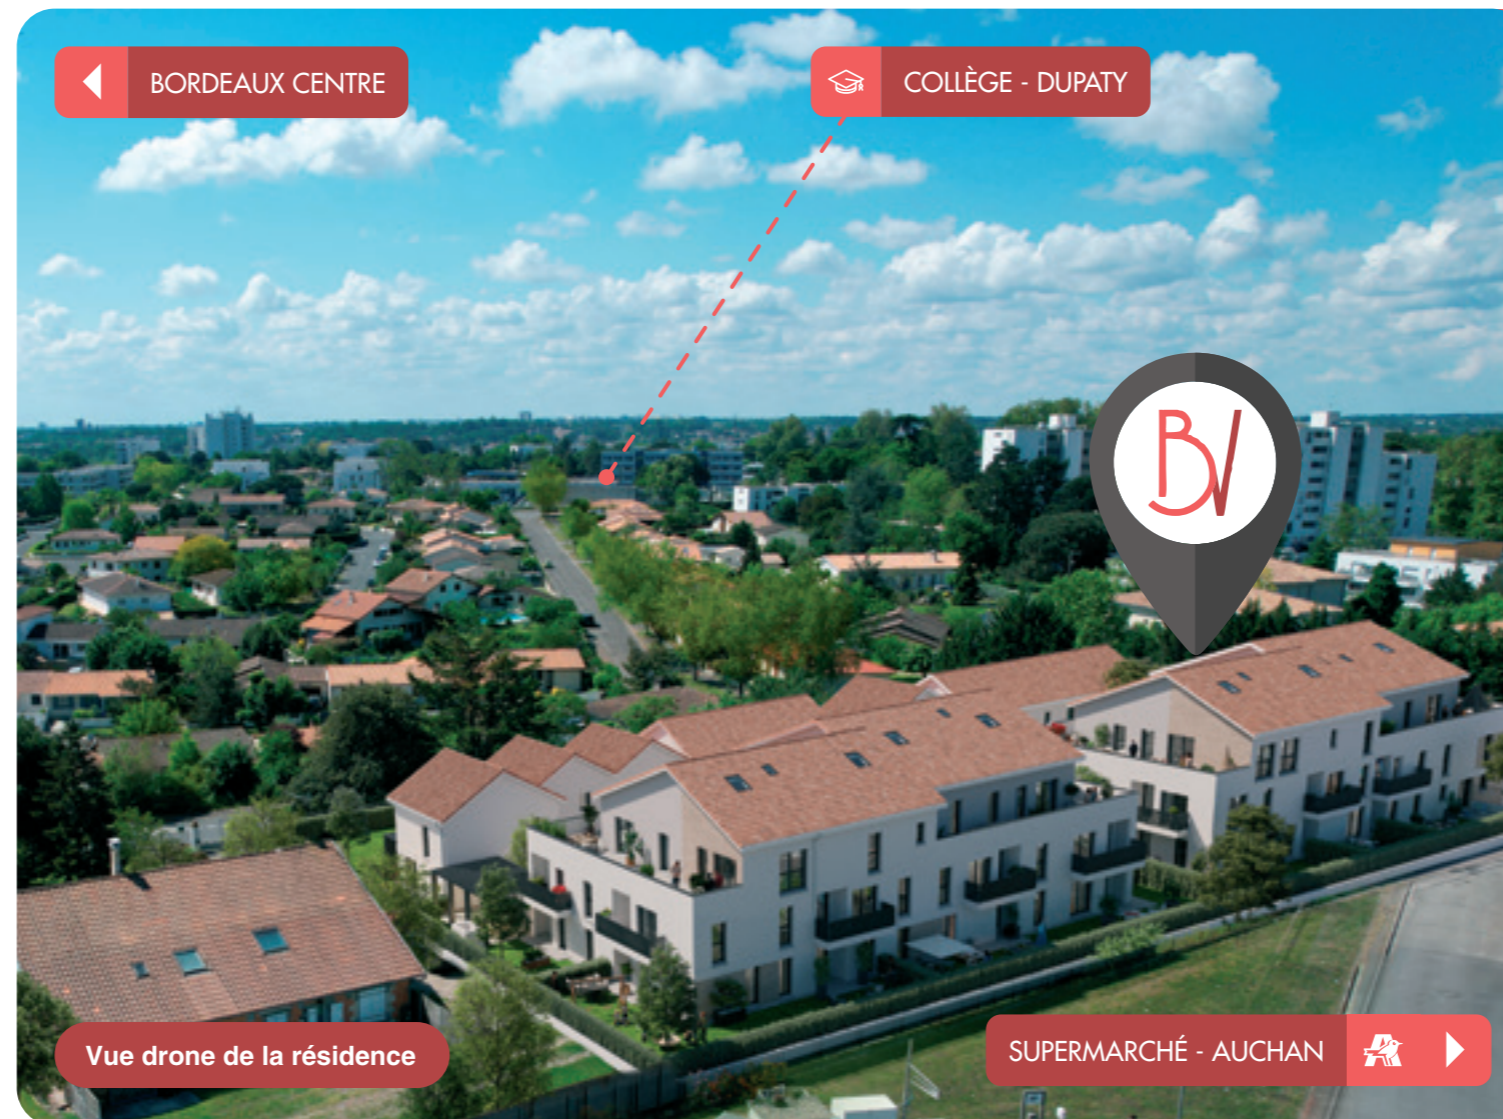 BORDEAUX CENTRE
COLLÈGE - DUPATY
BV
Vue drone de la résidence
SUPERMARCHÉ - AUCHAN